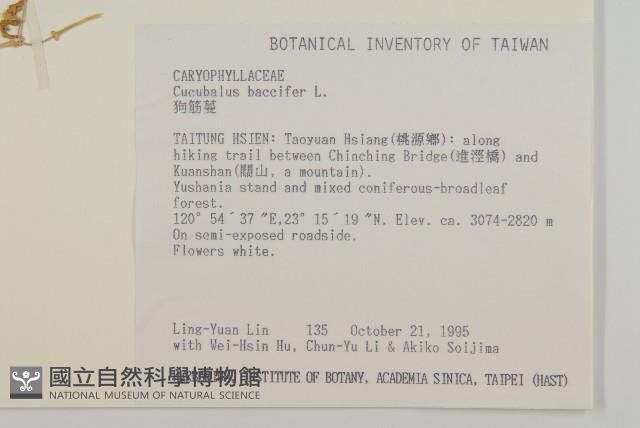 BOTANICAL INVENTORY OF TAIWAN
CARYOPHYLLACEAE
Cucubalus baccifer L.
狗筋蔓
TAITUNG HSIEN: Taoyuan Hsiang(桃源鄉): along
hiking trail between Chinching Bridge(進涇橋) and
Kuanshan(關山, a mountain).
Yushania stand and mixed coniferous-broadleaf
forest.
120° 54´37 ″E,23° 15´19 ″N. Elev. ca. 3074-2820 m
On semi-exposed roadside.
Flowers white.
Ling-Yuan Lin 135 October 21, 1995
with Wei-Hsin Hu, Chun-Yu Li & Akiko Soijima
OF BOTANY, ACADEMIA SINICA, TAIPEI (HAST)
國立自然科學博物館
NATIONAL MUSEUM OF NATURAL SCIENCE